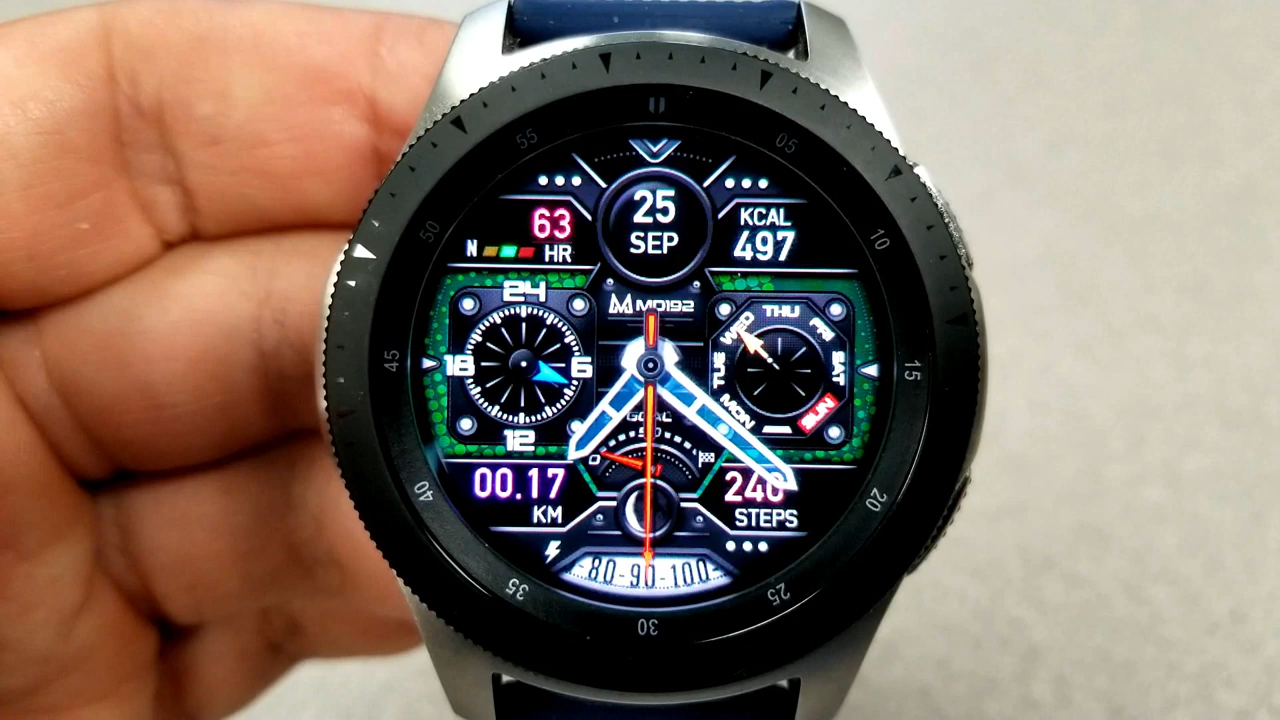 55
05
50
10
45
15
40
20
35
25
30
25
SEP
63
HR
N
KCAL
497
MD192
24
18
6
12
THU
WED
FRI
TUE
SAT
MON
SUN
GOAL
50
0
00.17
KM
240
STEPS
80-90-100